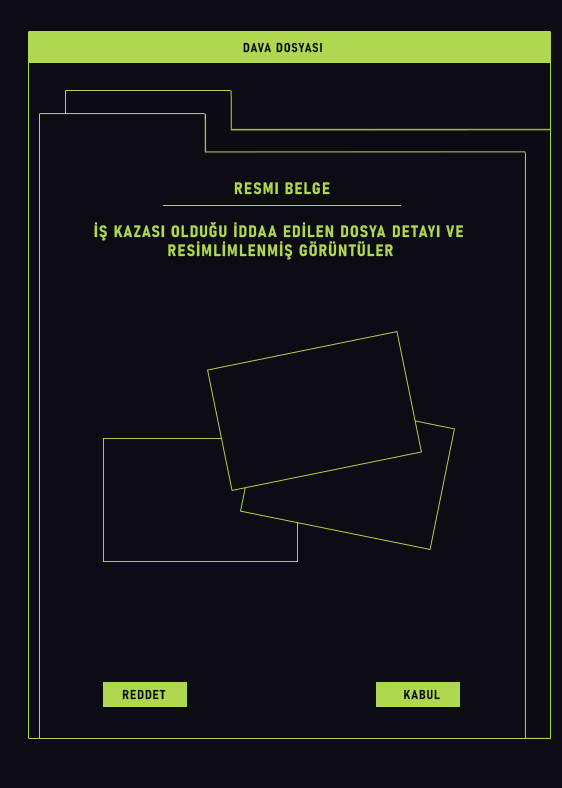 DAVA DOSYASI
RESMI BELGE
İŞ KAZASI OLDUĞU İDDAA EDİLEN DOSYA DETAYI VE
RESİMLİMLENMİŞ GÖRÜNTÜLER
REDDET
KABUL